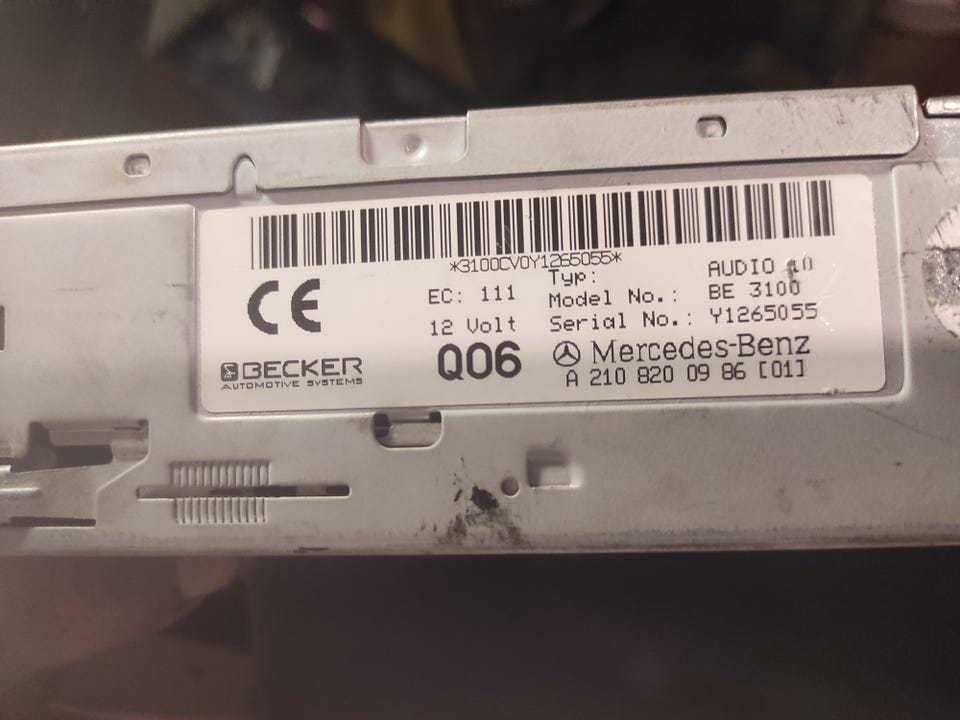 *3100CV0Y1265055*
Typ: AUDIO 10
EC: 111 Model No.: BE 3100
12 Volt Serial No.: Y1265055
CE
BECKER
AUTOMOTIVE SYSTEMS
Q06 Mercedes-Benz
A 210 820 09 86 [01]